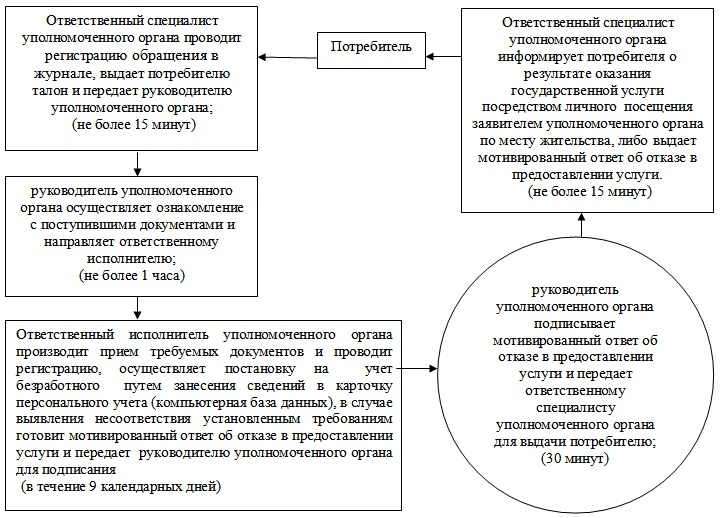 Потребитель
Ответственный специалист
уполномоченного органа проводит
регистрацию обращения в
журнале, выдает потребителю
талон и передает руководителю
уполномоченного органа;
(не более 15 минут)
руководитель уполномоченного
органа осуществляет ознакомление
с поступившими документами и
направляет ответственному
исполнителю;
(не более 1 часа)
Ответственный исполнитель уполномоченного органа
производит прием требуемых документов и проводит
регистрацию, осуществляет постановку на учет
безработного путем занесения сведений в карточку
персонального учета (компьютерная база данных), в случае
выявления несоответствия установленным требованиям
готовит мотивированный ответ об отказе в предоставлении
услуги и передает руководителю уполномоченного органа
для подписания
(в течение 9 календарных дней)
руководитель
уполномоченного органа
подписывает
мотивированный ответ об
отказе в предоставлении
услуги и передает
ответственному
специалисту
уполномоченного органа
для выдачи потребителю;
(30 минут)
Ответственный специалист
уполномоченного органа
информирует потребителя о
результате оказания
государственной услуги
посредством личного посещения
заявителем уполномоченного органа
по месту жительства, либо выдает
мотивированный ответ об отказе в
предоставлении услуги.
(не более 15 минут)